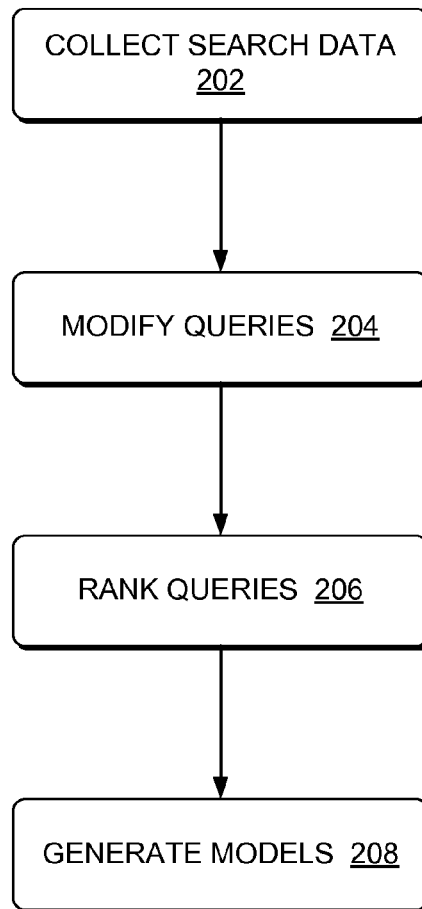 COLLECT SEARCH DATA
202
MODIFY QUERIES 204
RANK QUERIES 206
GENERATE MODELS 208